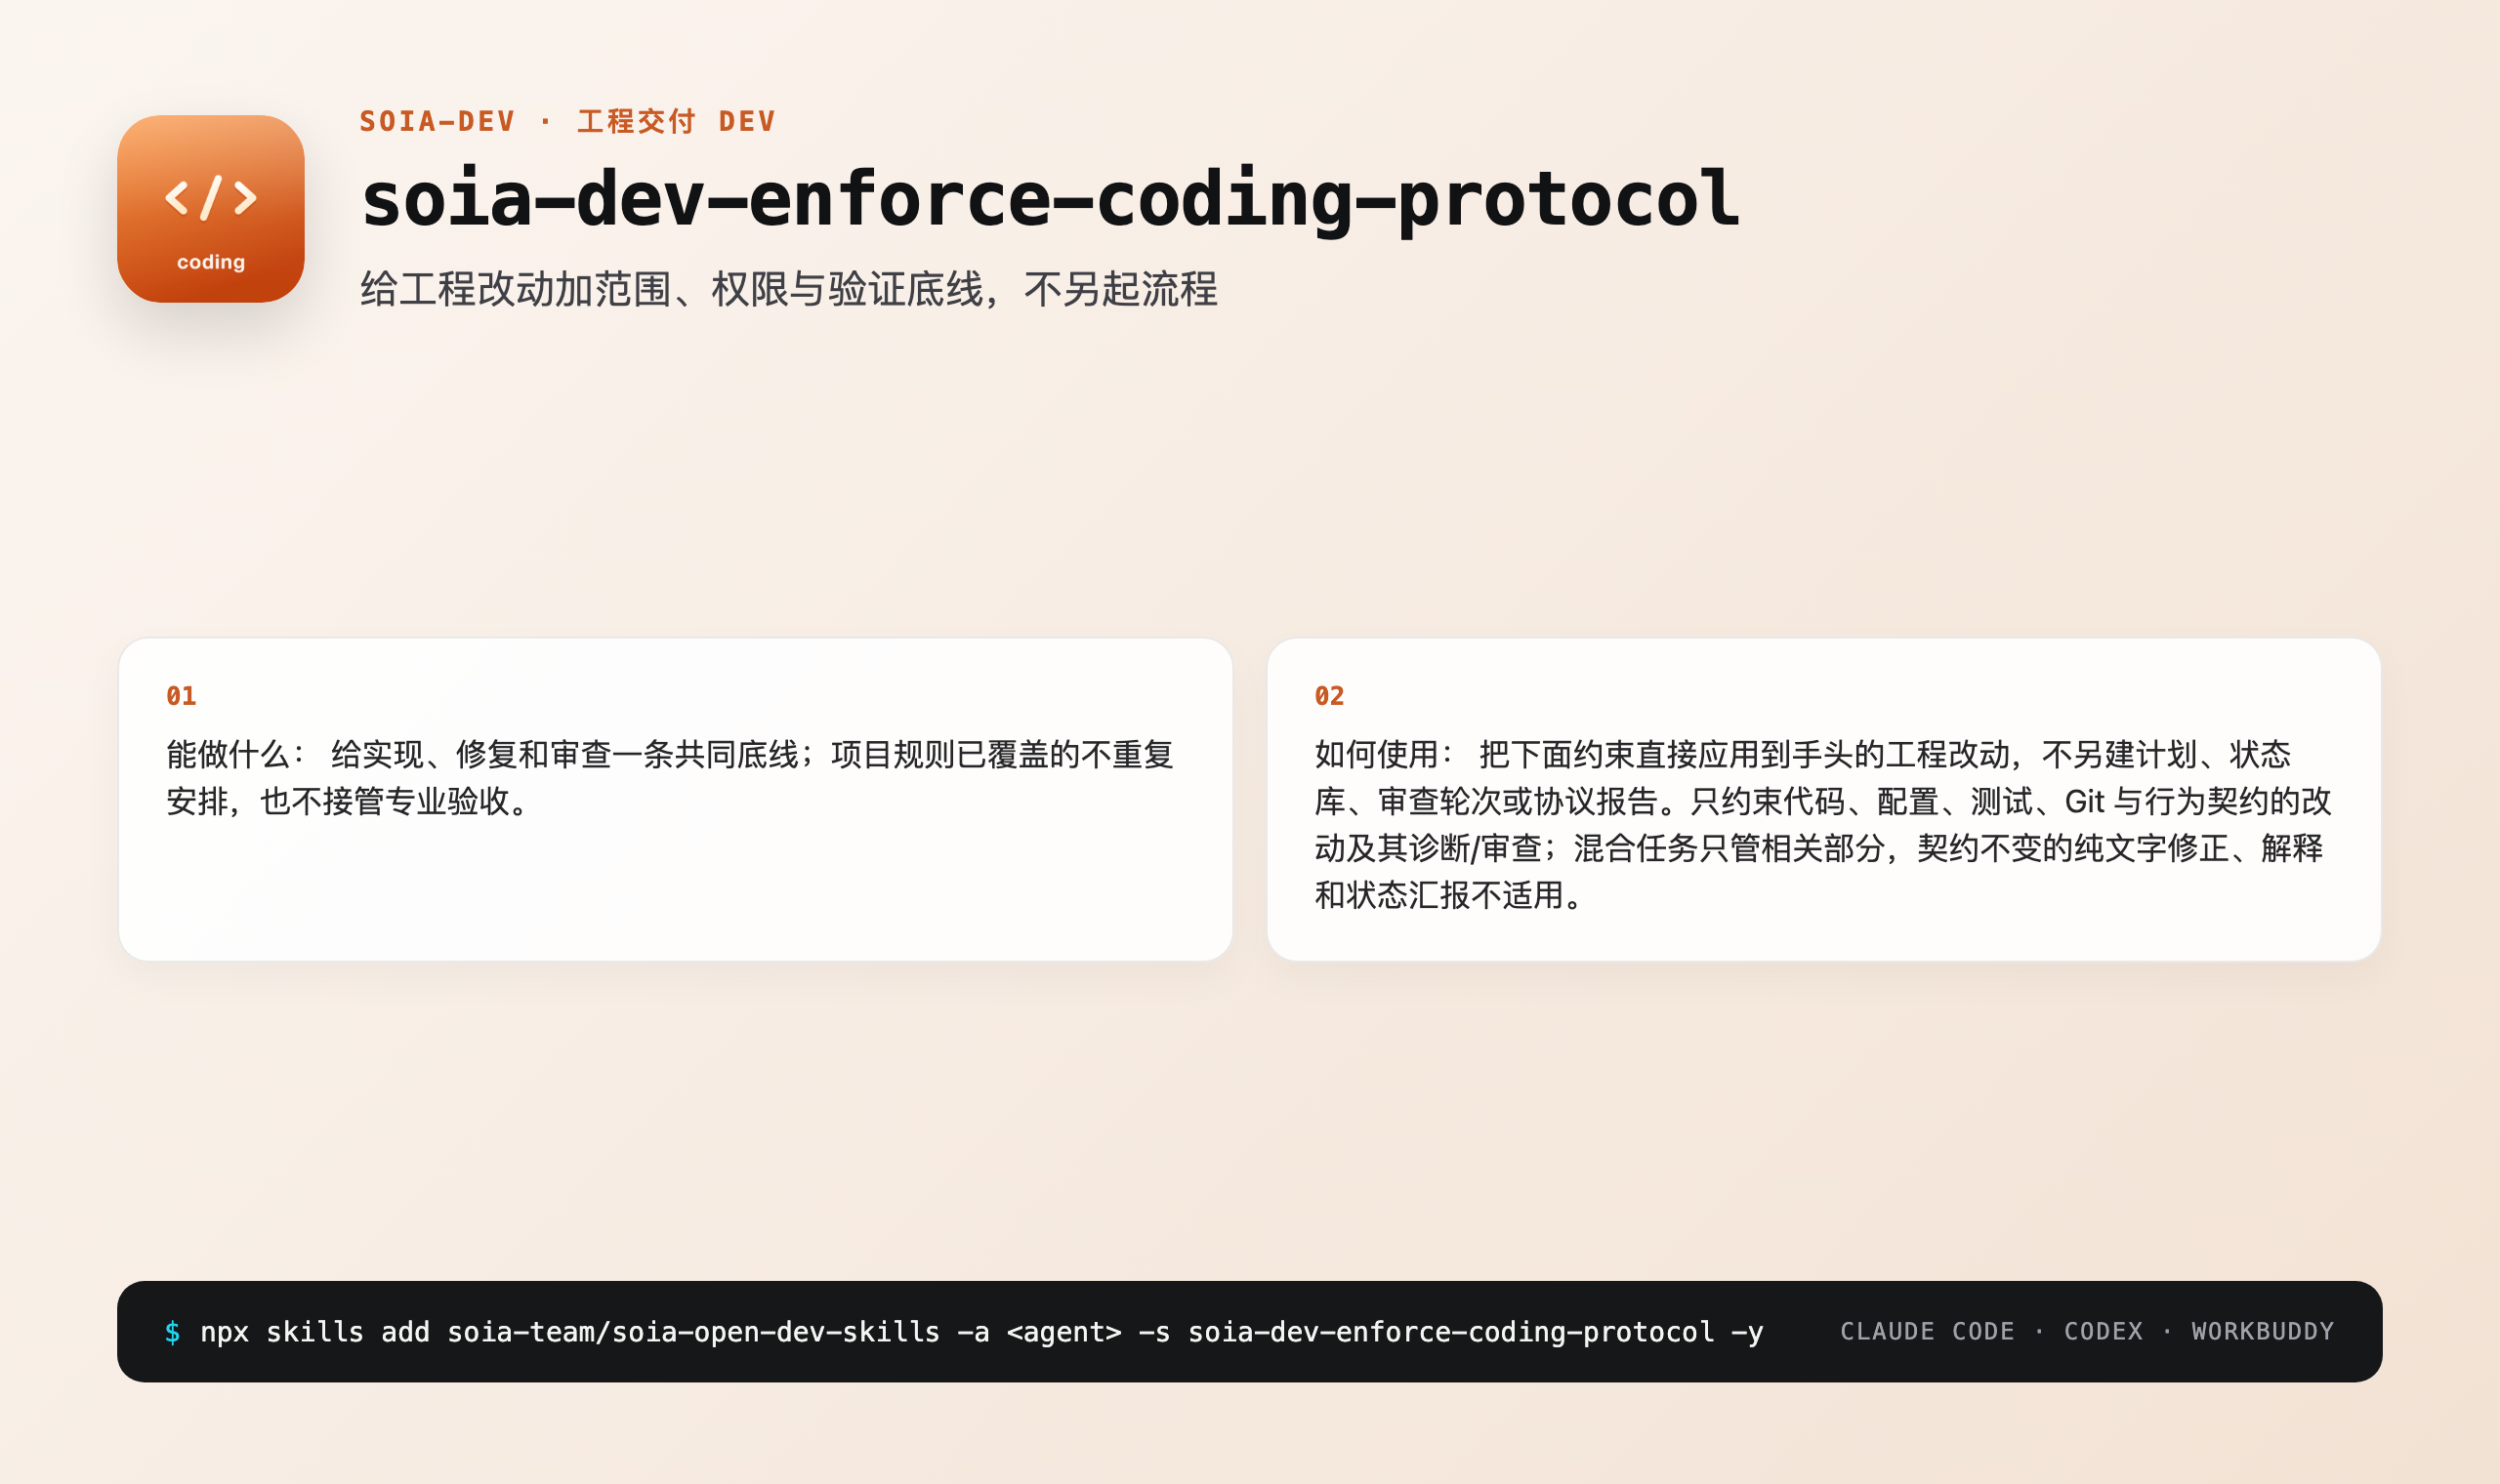 </>
coding
SOIA-DEV · 工程交付 DEV
soia-dev-enforce-coding-protocol
给工程改动加范围、权限与验证底线，不另起流程
01
能做什么： 给实现、修复和审查一条共同底线；项目规则已覆盖的不重复
安排，也不接管专业验收。
02
如何使用： 把下面约束直接应用到手头的工程改动，不另建计划、状态
库、审查轮次或协议报告。只约束代码、配置、测试、Git 与行为契约的改
动及其诊断/审查；混合任务只管相关部分，契约不变的纯文字修正、解释
和状态汇报不适用。
$ npx skills add soia-team/soia-open-dev-skills -a <agent> -s soia-dev-enforce-coding-protocol -y
CLAUDE CODE · CODEX · WORKBUDDY